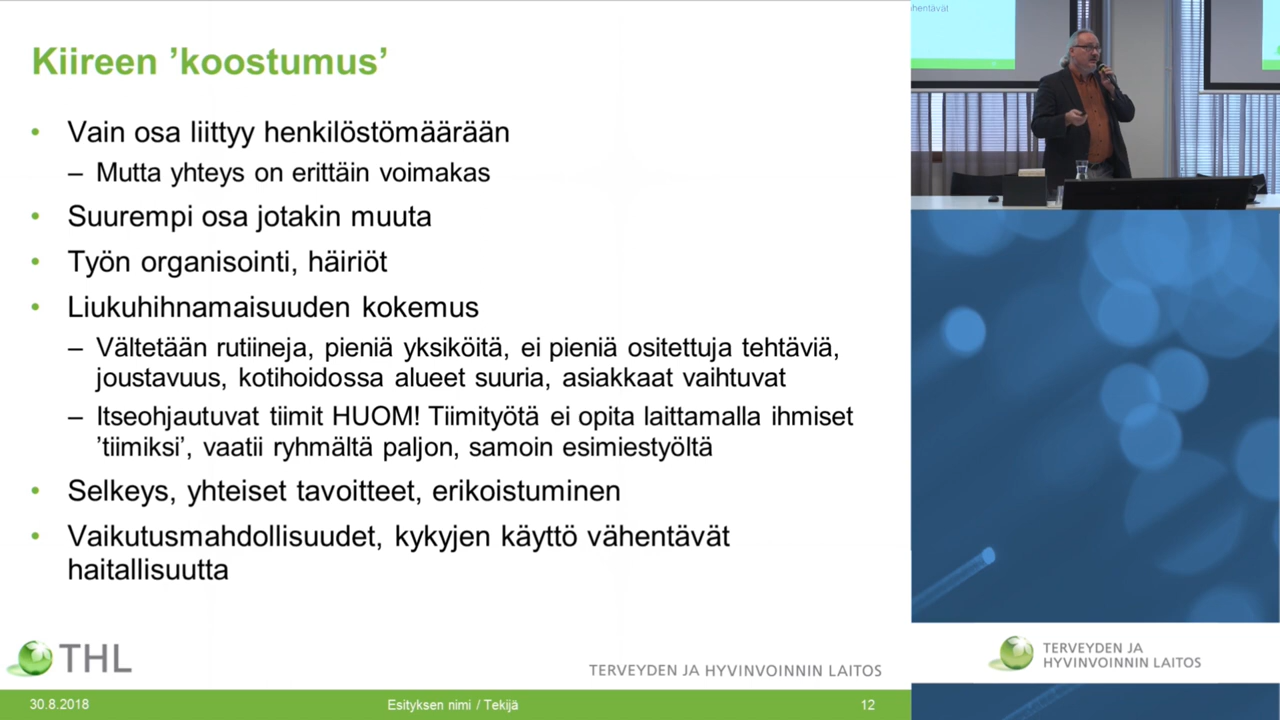 Kiireen ’koostumus’
• Vain osa liittyy henkilöstömäärään
– Mutta yhteys on erittäin voimakas
• Suurempi osa jotakin muuta
• Työn organisointi, häiriöt
• Liukuhihnamaisuuden kokemus
– Vältetään rutiineja, pieniä yksiköitä, ei pieniä ositettuja tehtäviä,
joustavuus, kotihoidossa alueet suuria, asiakkaat vaihtuvat
– Itseohjautuvat tiimit HUOM! Tiimityötä ei opita laittamalla ihmiset
’tiimiksi’, vaatii ryhmältä paljon, samoin esimiestyöltä
• Selkeys, yhteiset tavoitteet, erikoistuminen
• Vaikutusmahdollisuudet, kykyjen käyttö vähentävät
haitallisuutta
THL
TERVEYDEN JA HYVINVOINNIN LAITOS
30.8.2018
Esityksen nimi / Tekijä
12
TERVEYDEN JA
HYVINVOINNIN LAITOS